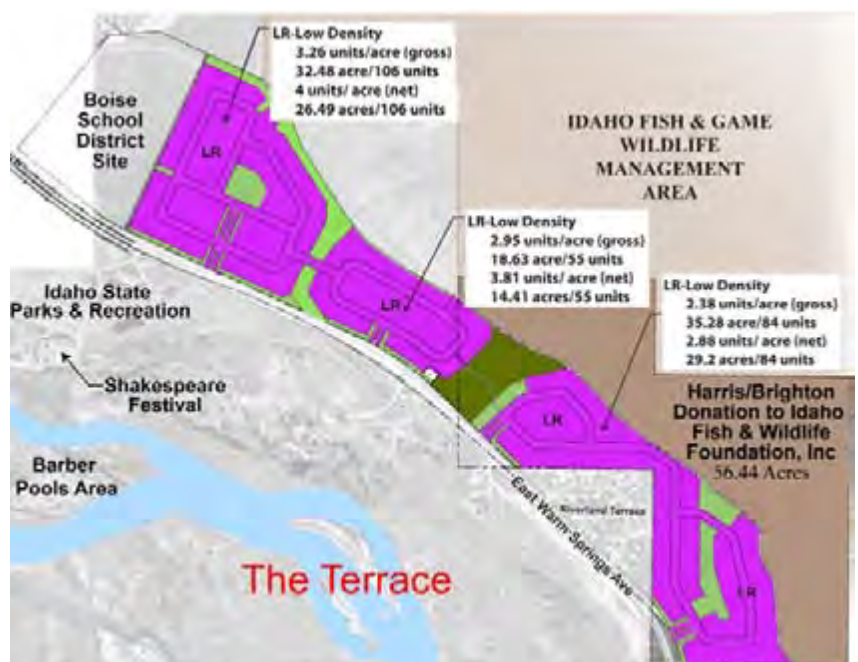 LR-Low Density
3.26 units/acre (gross)
32.48 acre/106 units
4 units/ acre (net)
26.49 acres/106 units
Boise
School
District
Site
LR
IDAHO FISH & GAME
WILDLIFE
MANAGEMENT
AREA
LR-Low Density
2.95 units/acre (gross)
18.63 acre/55 units
3.81 units/ acre (net)
14.41 acres/55 units
LR
LR-Low Density
2.38 units/acre (gross)
35.28 acre/84 units
2.88 units/ acre (net)
29.2 acres/84 units
Idaho State
Parks & Recreation
Shakespeare
Festival
Harris/Brighton
Donation to Idaho
Fish & Wildlife
Foundation, Inc
56.44 Acres
LR
Barber
Pools Area
East Warm Springs Ave
Riverland Terrace
The Terrace
LR